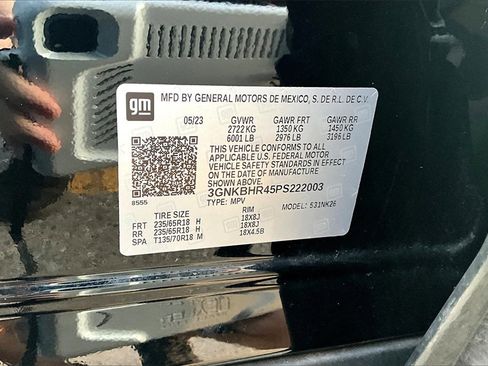 gm
MFD BY GENERAL MOTORS DE MEXICO, S. DE R.L. DE C.V.
05/23 GVWR GAWR FRT GAWR RR
2722 KG 1350 KG 1450 KG
6001 LB 2976 LB 3196 LB
THIS VEHICLE CONFORMS TO ALL
APPLICABLE U.S. FEDERAL MOTOR
VEHICLE SAFETY STANDARDS IN EFFECT
ON THE DATE OF MANUFACTURE
SHOWN ABOVE.
3GNKBHR45PS222003
8555 TYPE: MPV MODEL: 531NK26
TIRE SIZE RIM
FRT 235/65R18 H 18X8J
RR 235/65R18 H 18X8J
SPA T135/70R18 M 18X4.5B